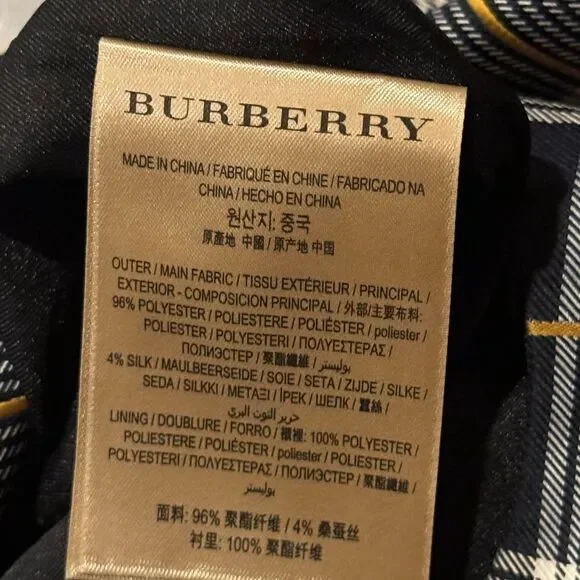 BURBERRY
MADE IN CHINA / FABRIQUÉ EN CHINE / FABRICADO NA
CHINA / HECHO EN CHINA
원산지: 중국
原產地 中國 / 原产地 中国
OUTER / MAIN FABRIC / TISSU EXTÉRIEUR / PRINCIPAL /
EXTERIOR - COMPOSICION PRINCIPAL / 外部/主要布料:
96% POLYESTER / POLIESTERE / POLIÉSTER / poliester /
POLIESTER / POLYESTERI / ΠΟΛΥΕΣΤΕΡΑΣ /
ПОЛИЭСТЕР / 聚酯纖維 / بوليستر /
4% SILK / MAULBEERSEIDE / SOIE / SETA / ZIJDE / SILKE /
SEDA / SILKKI / ΜΕΤΑΞΙ / İPEK / ШЕЛК / 蠶絲 /
حرير التوت البري
LINING / DOUBLURE / FORRO / 襯裡: 100% POLYESTER /
POLIESTERE / POLIÉSTER / poliester / POLIESTER /
POLYESTERI / ΠΟΛΥΕΣΤΕΡΑΣ / ПОЛИЭСТЕР / 聚酯纖維 /
بوليستر
面料: 96% 聚酯纤维 / 4% 桑蚕丝
衬里: 100% 聚酯纤维